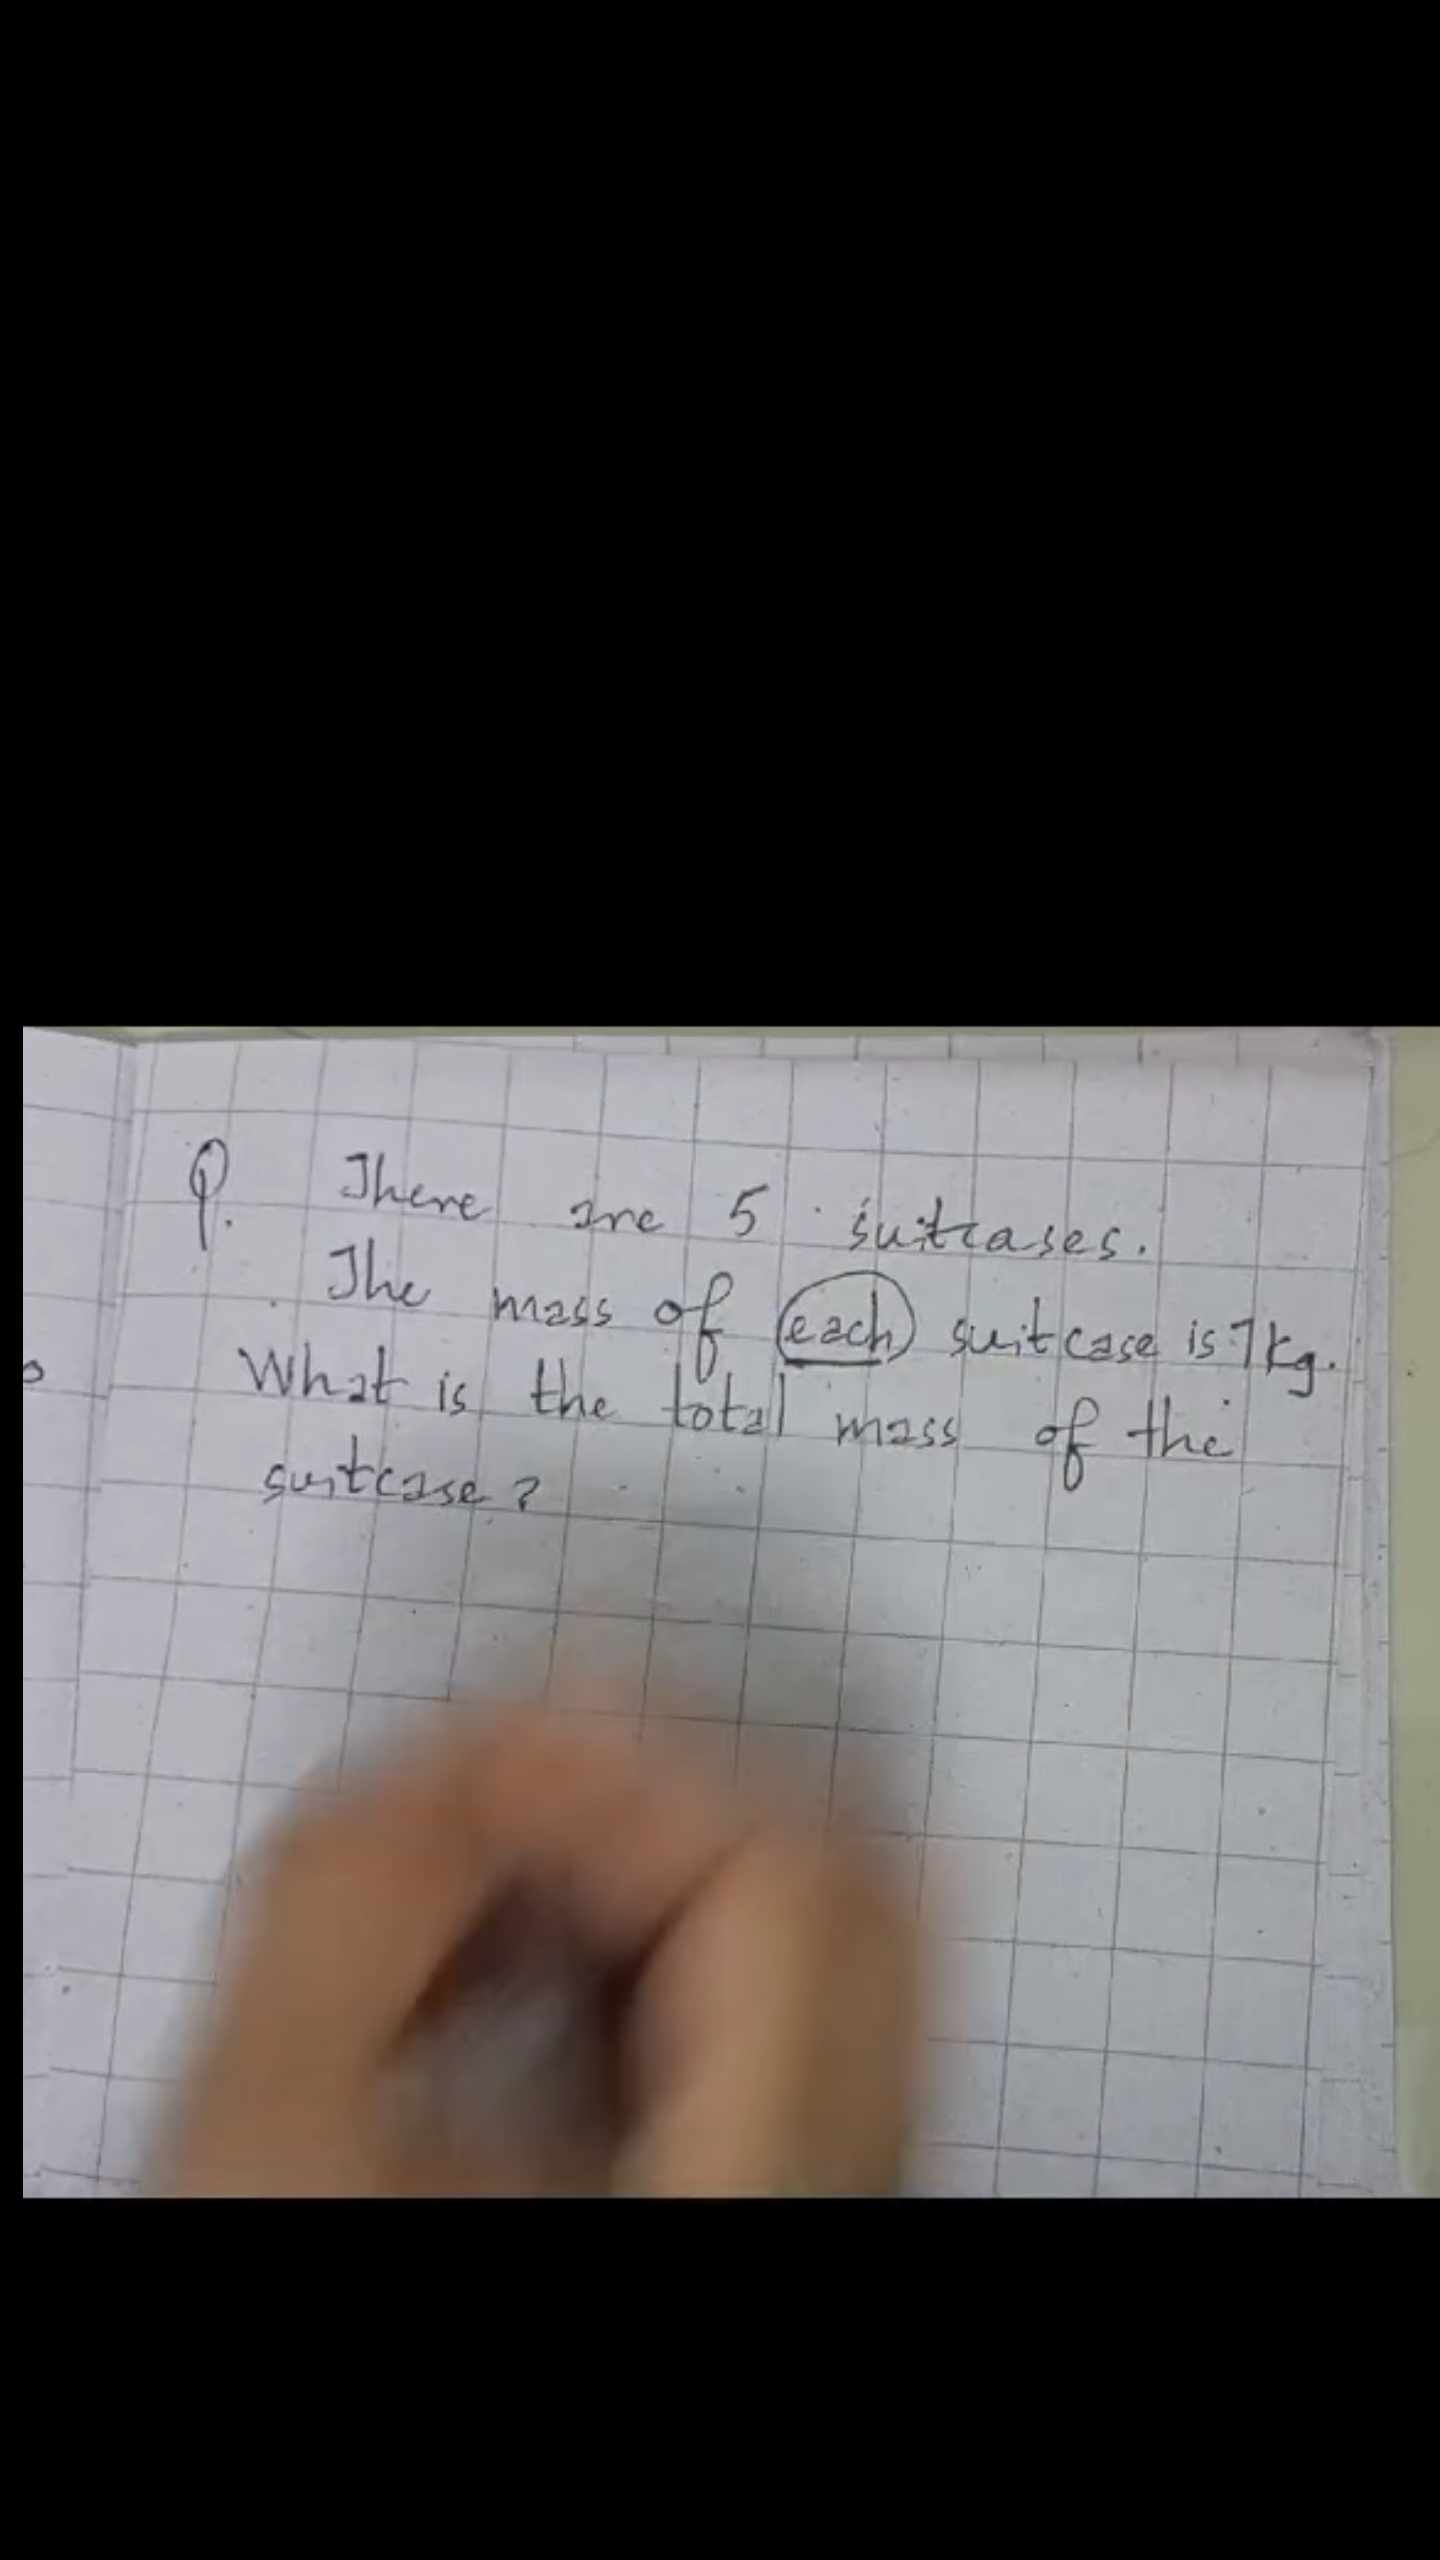 Q. There are 5 suitcases.
The mass of each suitcase is 7kg.
What is the total mass of the
suitcase?